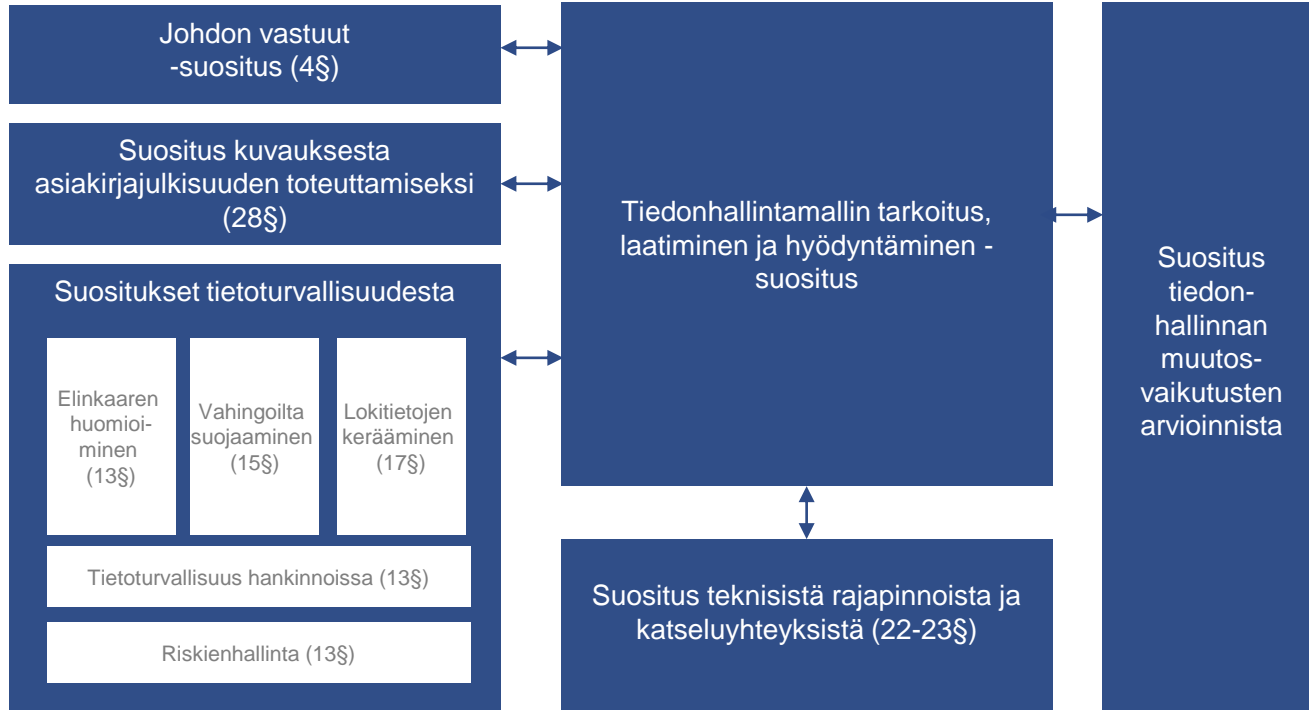 Johdon vastuut
-suositus (4§)
Suositus kuvauksesta
asiakirjajulkisuuden toteuttamiseksi
(28§)
Suositukset tietoturvallisuudesta
Elinkaaren
huomioi-
minen
(13§)
Vahingoilta
suojaaminen
(15§)
Lokitietojen
kerääminen
(17§)
Tietoturvallisuus hankinnoissa (13§)
Riskienhallinta (13§)
Tiedonhallintamallin tarkoitus,
laatiminen ja hyödyntäminen -
suositus
Suositus teknisistä rajapinnoista ja
katseluyhteyksistä (22-23§)
Suositus
tiedon-
hallinnan
muutos-
vaikutusten
arvioinnista